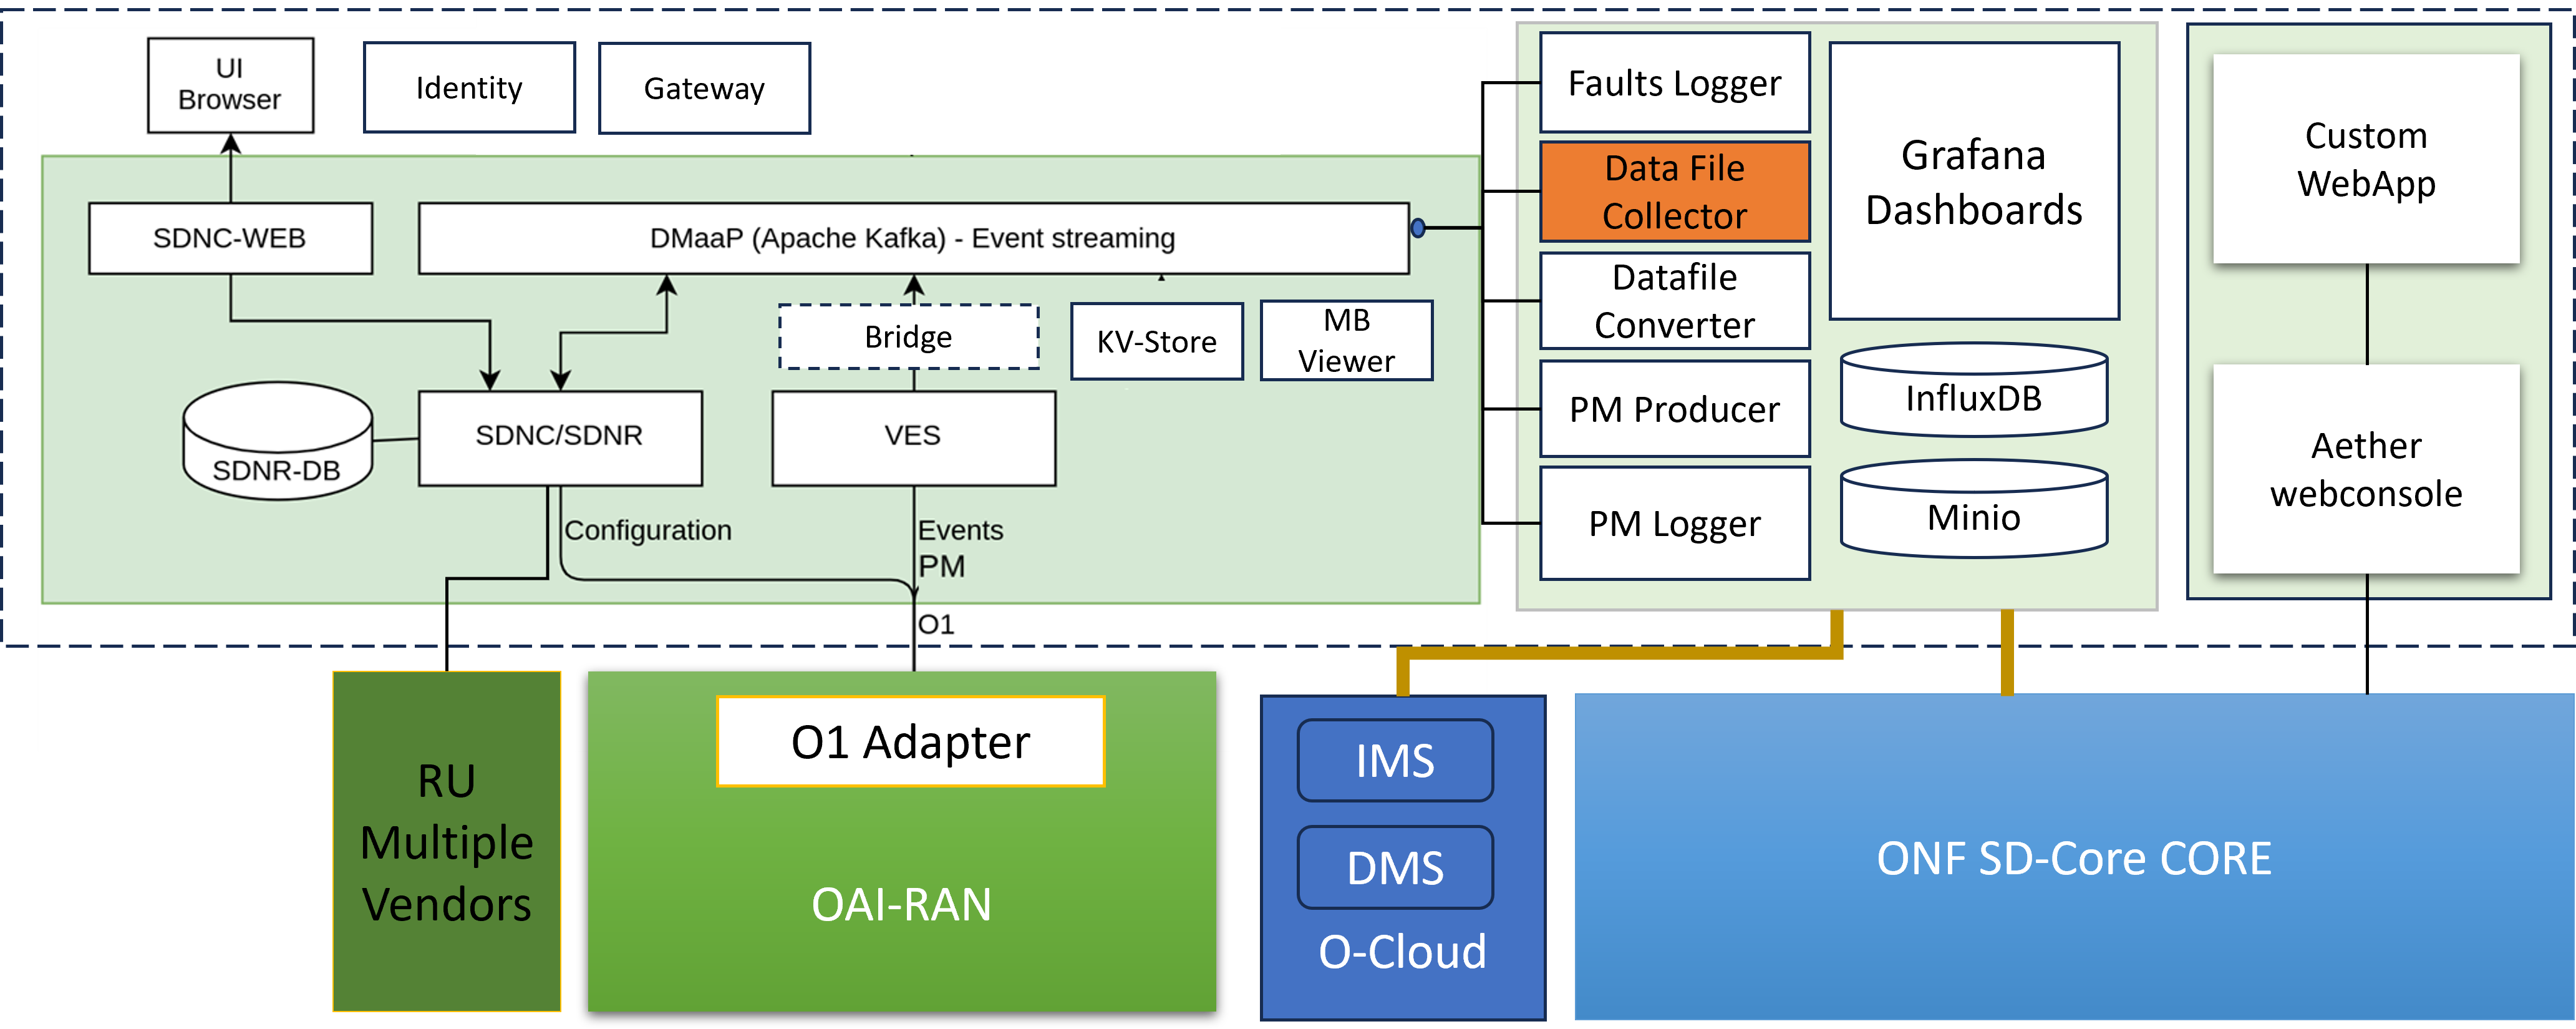 UI
Browser
Identity
Gateway
SDNC-WEB
DMaaP (Apache Kafka) - Event streaming
Bridge
KV-Store
MB
Viewer
SDNR-DB
SDNC/SDNR
VES
Configuration
Events
PM
O1
Faults Logger
Data File
Collector
Datafile
Converter
PM Producer
PM Logger
Grafana
Dashboards
InfluxDB
Minio
Custom
WebApp
Aether
webconsole
RU
Multiple
Vendors
O1 Adapter
OAI-RAN
IMS
DMS
O-Cloud
ONF SD-Core CORE